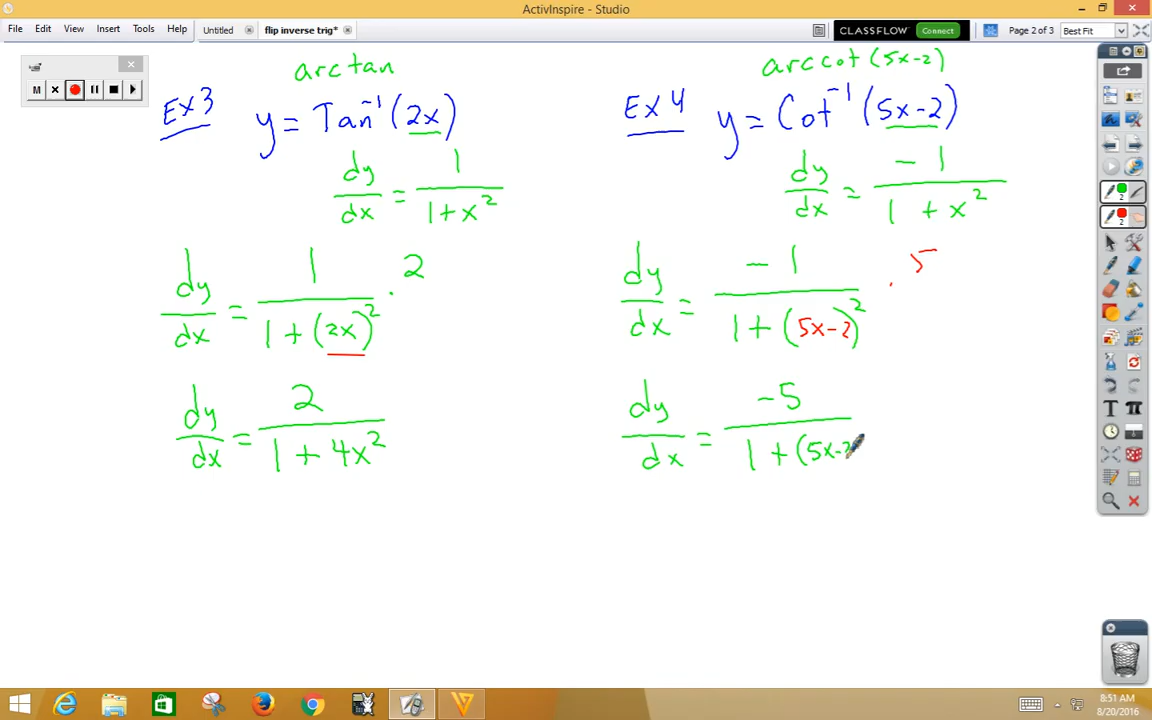 ActivInspire - Studio
File Edit View Insert Tools Help
Untitled
flip inverse trig*
CLASSFLOW Connect
Page 2 of 3
Best Fit
M
arctan
Ex 3 y = Tan⁻¹(2x)
dy/dx = 1/(1+x²)
dy/dx = 1/(1+(2x)²) · 2
dy/dx = 2/(1+4x²)
arccot(5x-2)
Ex 4 y = Cot⁻¹(5x-2)
dy/dx = -1/(1+x²)
dy/dx = -1/(1+(5x-2)²) · 5
dy/dx = -5/(1+(5x-2
2
2
8:51 AM
8/20/2016